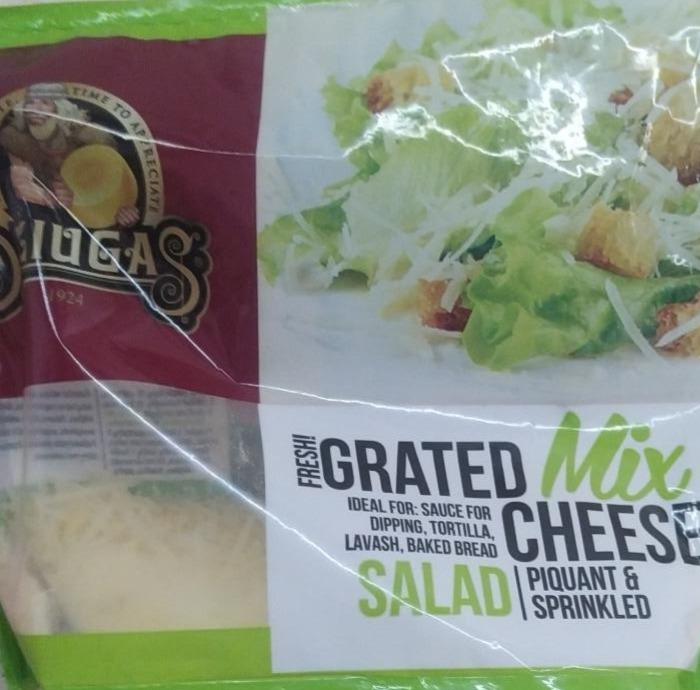 TIME TO APPRECIATE
DŽIUGAS
1924
FRESH!
GRATED Mix
IDEAL FOR: SAUCE FOR
DIPPING, TORTILLA,
LAVASH, BAKED BREAD
CHEESE
SALAD
PIQUANT &
SPRINKLED